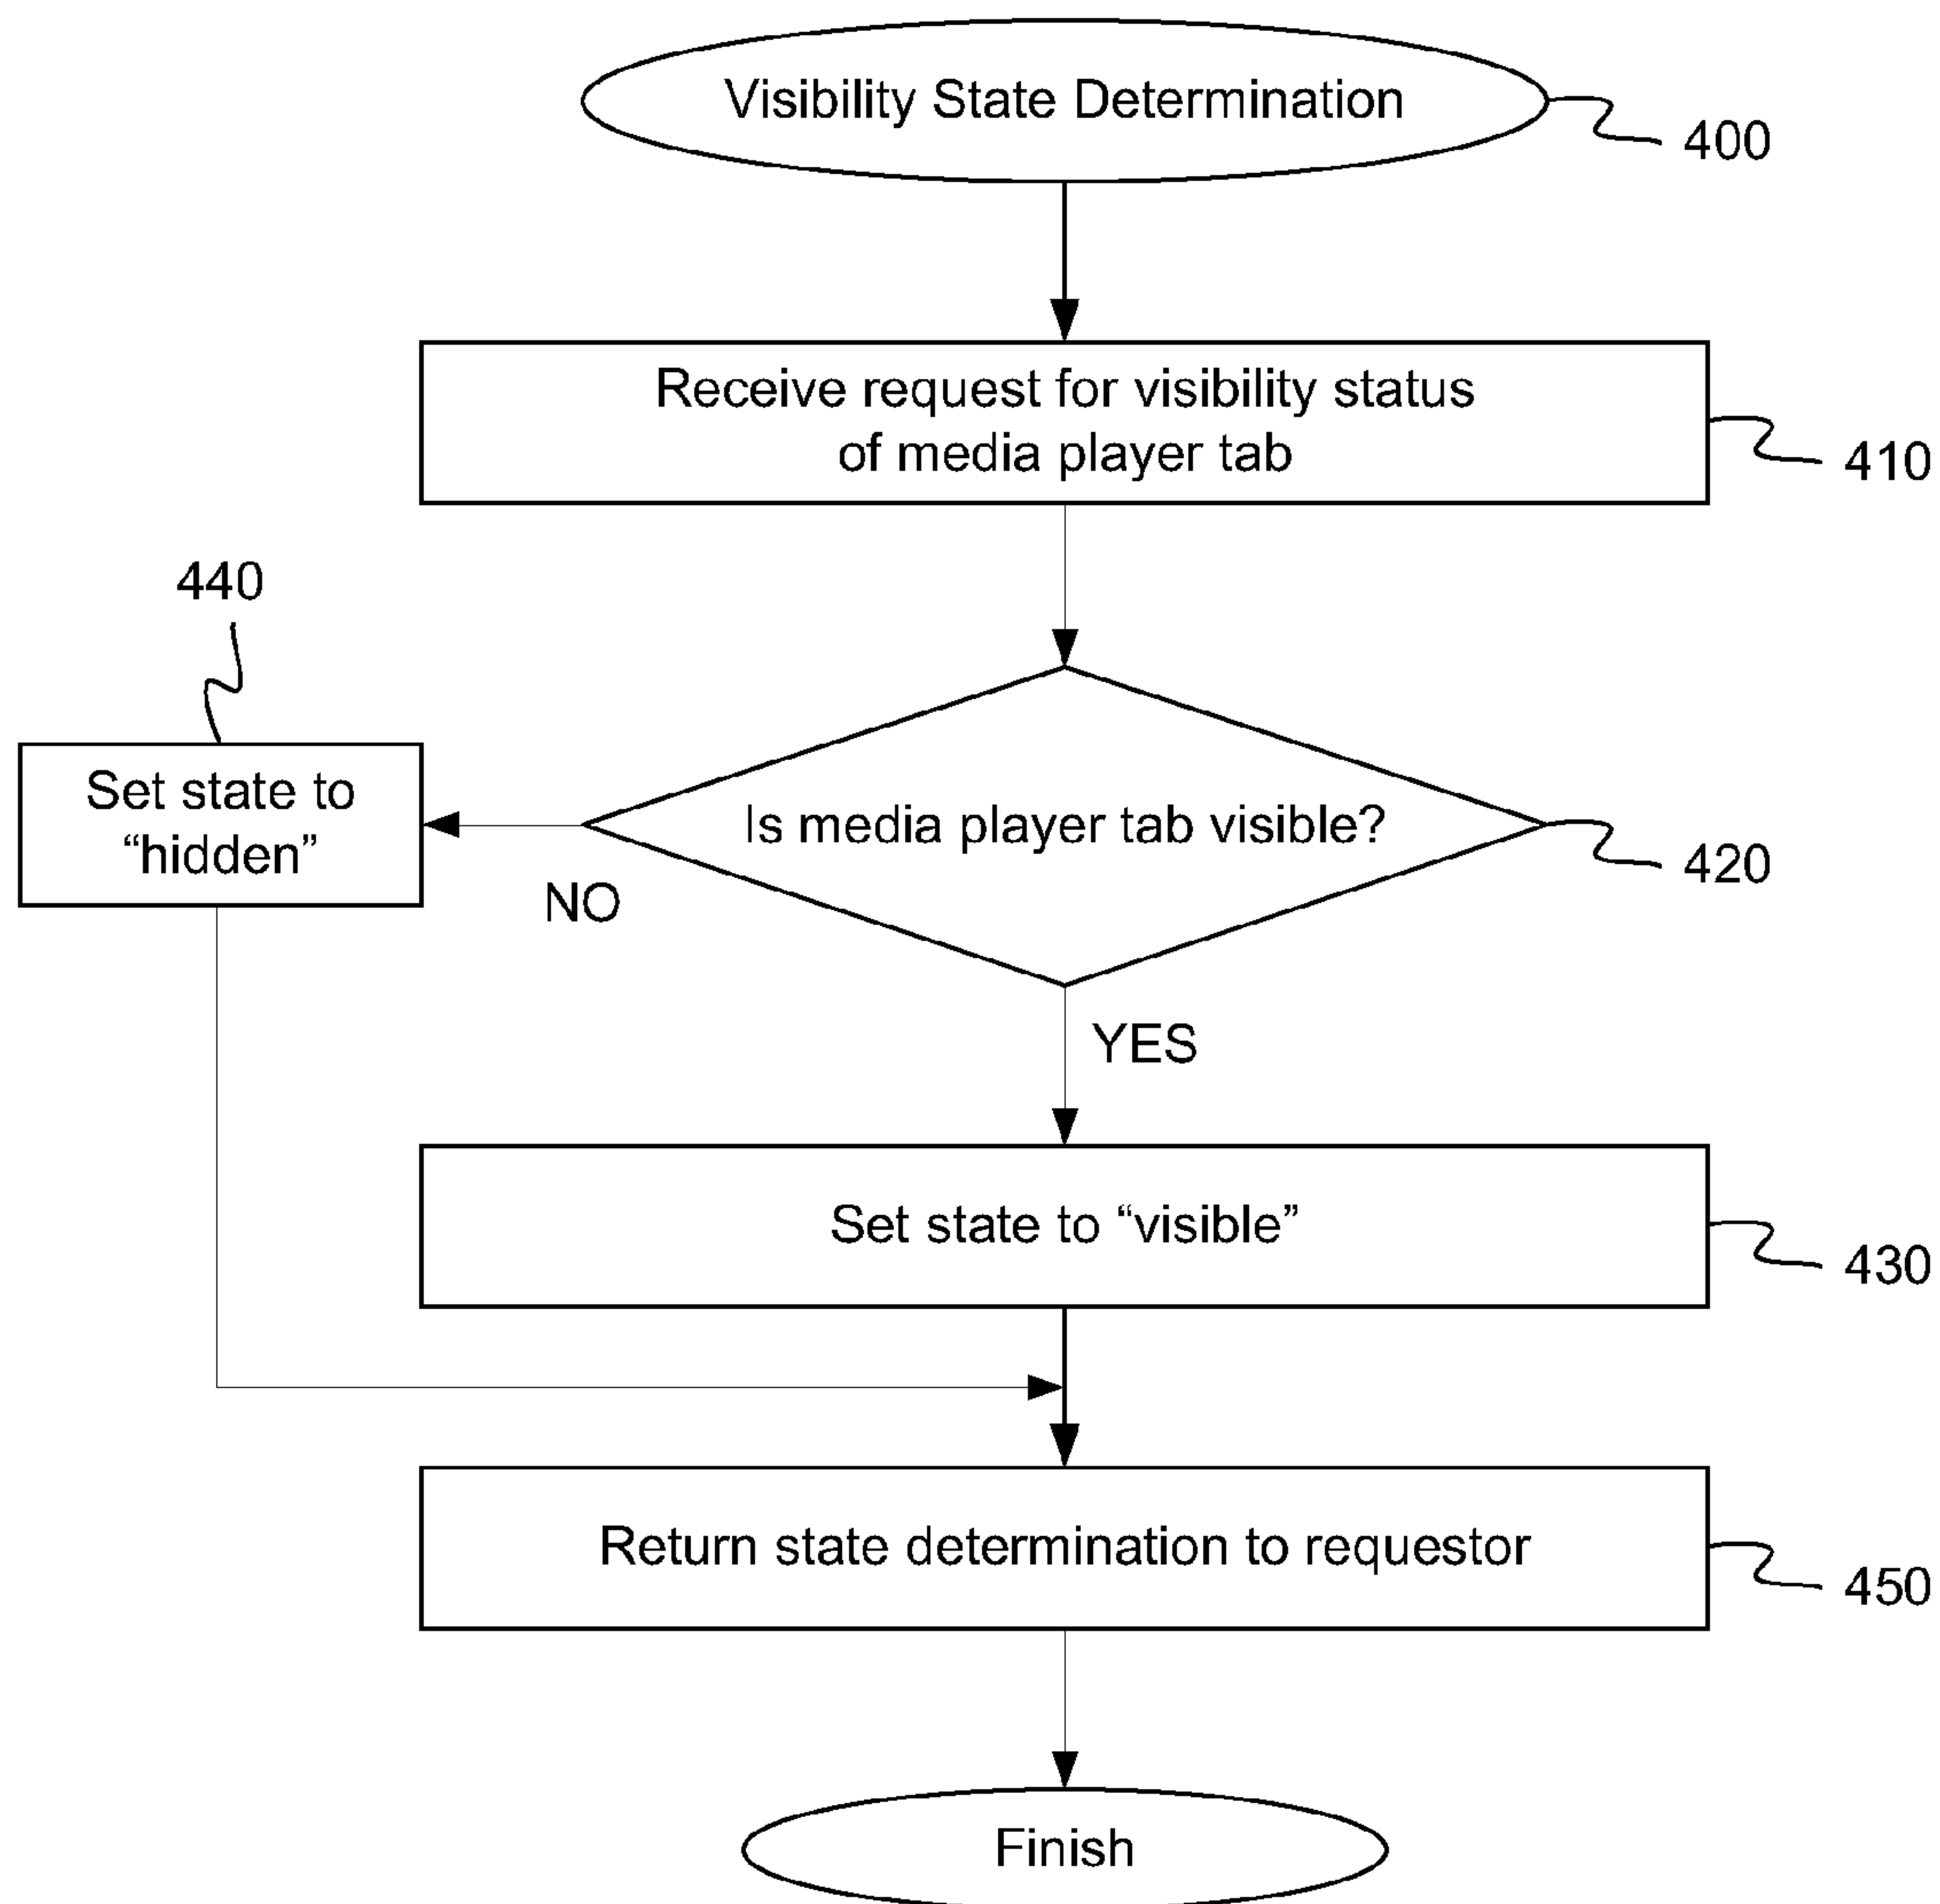 Visibility State Determination
400
Receive request for visibility status
of media player tab
410
440
Set state to
“hidden”
NO
Is media player tab visible?
420
YES
Set state to “visible”
430
Return state determination to requestor
450
Finish